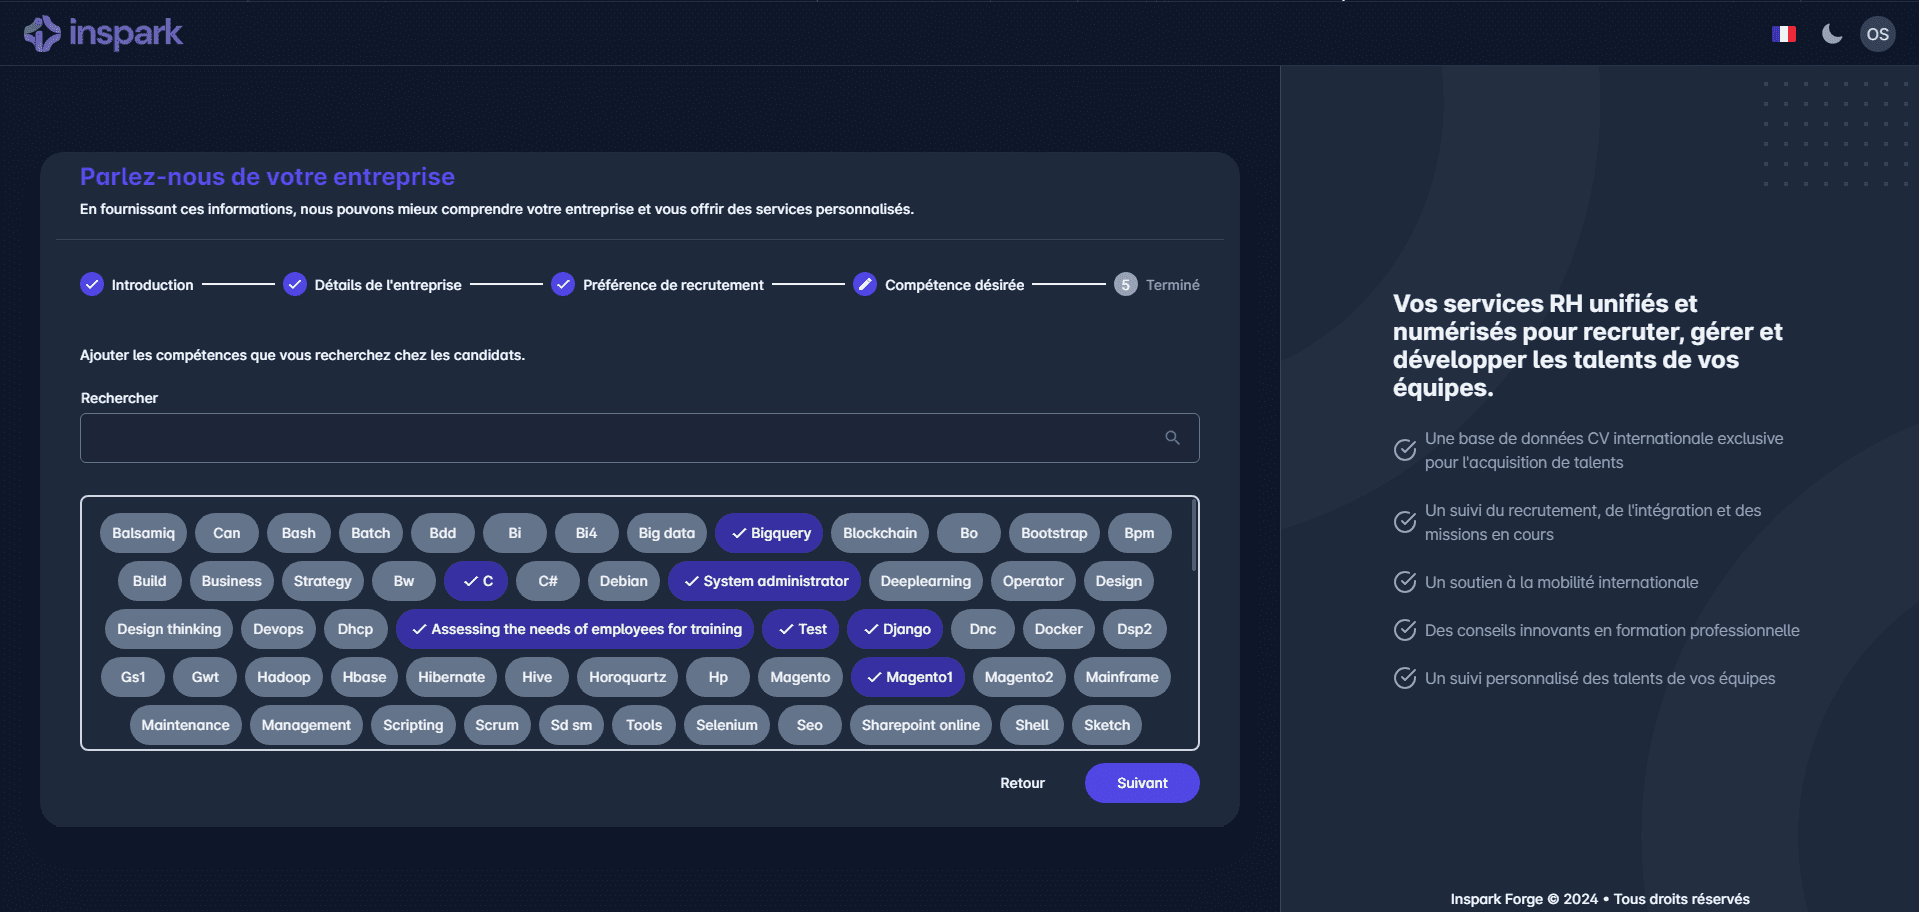 inspark
OS
Parlez-nous de votre entreprise
En fournissant ces informations, nous pouvons mieux comprendre votre entreprise et vous offrir des services personnalisés.
Introduction
Détails de l'entreprise
Préférence de recrutement
Compétence désirée
5 Terminé
Ajouter les compétences que vous recherchez chez les candidats.
Rechercher
Balsamiq Can Bash Batch Bdd Bi Bi4 Big data Bigquery Blockchain Bo Bootstrap Bpm
Build Business Strategy Bw C C# Debian System administrator Deeplearning Operator Design
Design thinking Devops Dhcp Assessing the needs of employees for training Test Django Dnc Docker Dsp2
Gs1 Gwt Hadoop Hbase Hibernate Hive Horoquartz Hp Magento Magento1 Magento2 Mainframe
Maintenance Management Scripting Scrum Sd sm Tools Selenium Seo Sharepoint online Shell Sketch
Retour
Suivant
Vos services RH unifiés et
numérisés pour recruter, gérer et
développer les talents de vos
équipes.
Une base de données CV internationale exclusive
pour l'acquisition de talents
Un suivi du recrutement, de l'intégration et des
missions en cours
Un soutien à la mobilité internationale
Des conseils innovants en formation professionnelle
Un suivi personnalisé des talents de vos équipes
Inspark Forge © 2024 • Tous droits réservés